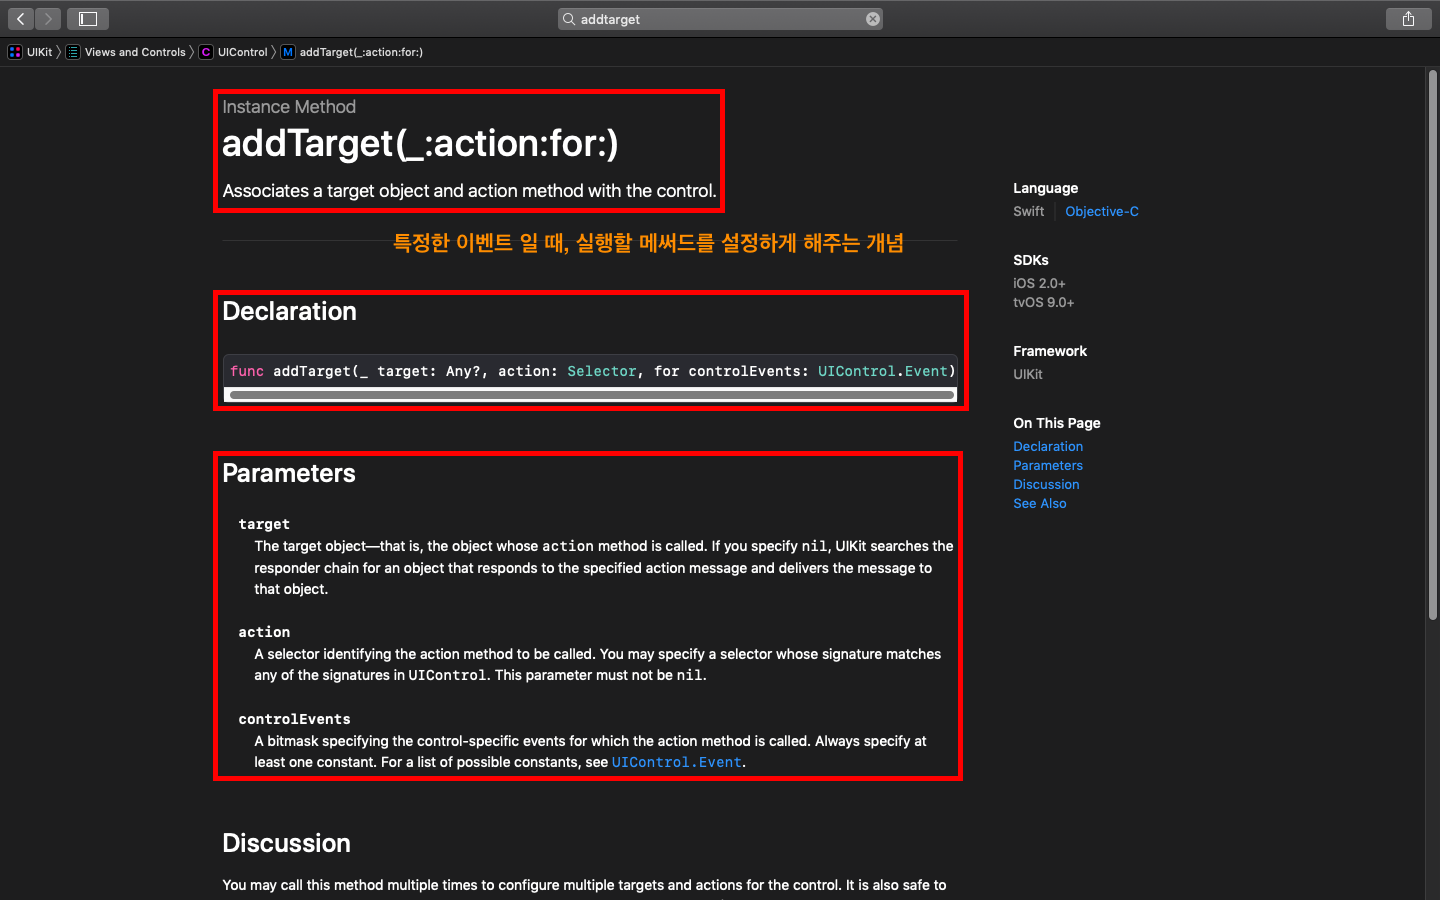 addtarget
UIKit
Views and Controls
C UIControl
M addTarget(_:action:for:)
Instance Method
addTarget(_:action:for:)
Associates a target object and action method with the control.
특정한 이벤트 일 때, 실행할 메써드를 설정하게 해주는 개념
Declaration
func addTarget(_ target: Any?, action: Selector, for controlEvents: UIControl.Event)
Parameters
target
The target object—that is, the object whose action method is called. If you specify nil, UIKit searches the
responder chain for an object that responds to the specified action message and delivers the message to
that object.
action
A selector identifying the action method to be called. You may specify a selector whose signature matches
any of the signatures in UIControl. This parameter must not be nil.
controlEvents
A bitmask specifying the control-specific events for which the action method is called. Always specify at
least one constant. For a list of possible constants, see UIControl.Event.
Discussion
You may call this method multiple times to configure multiple targets and actions for the control. It is also safe to
Language
Swift
Objective-C
SDKs
iOS 2.0+
tvOS 9.0+
Framework
UIKit
On This Page
Declaration
Parameters
Discussion
See Also